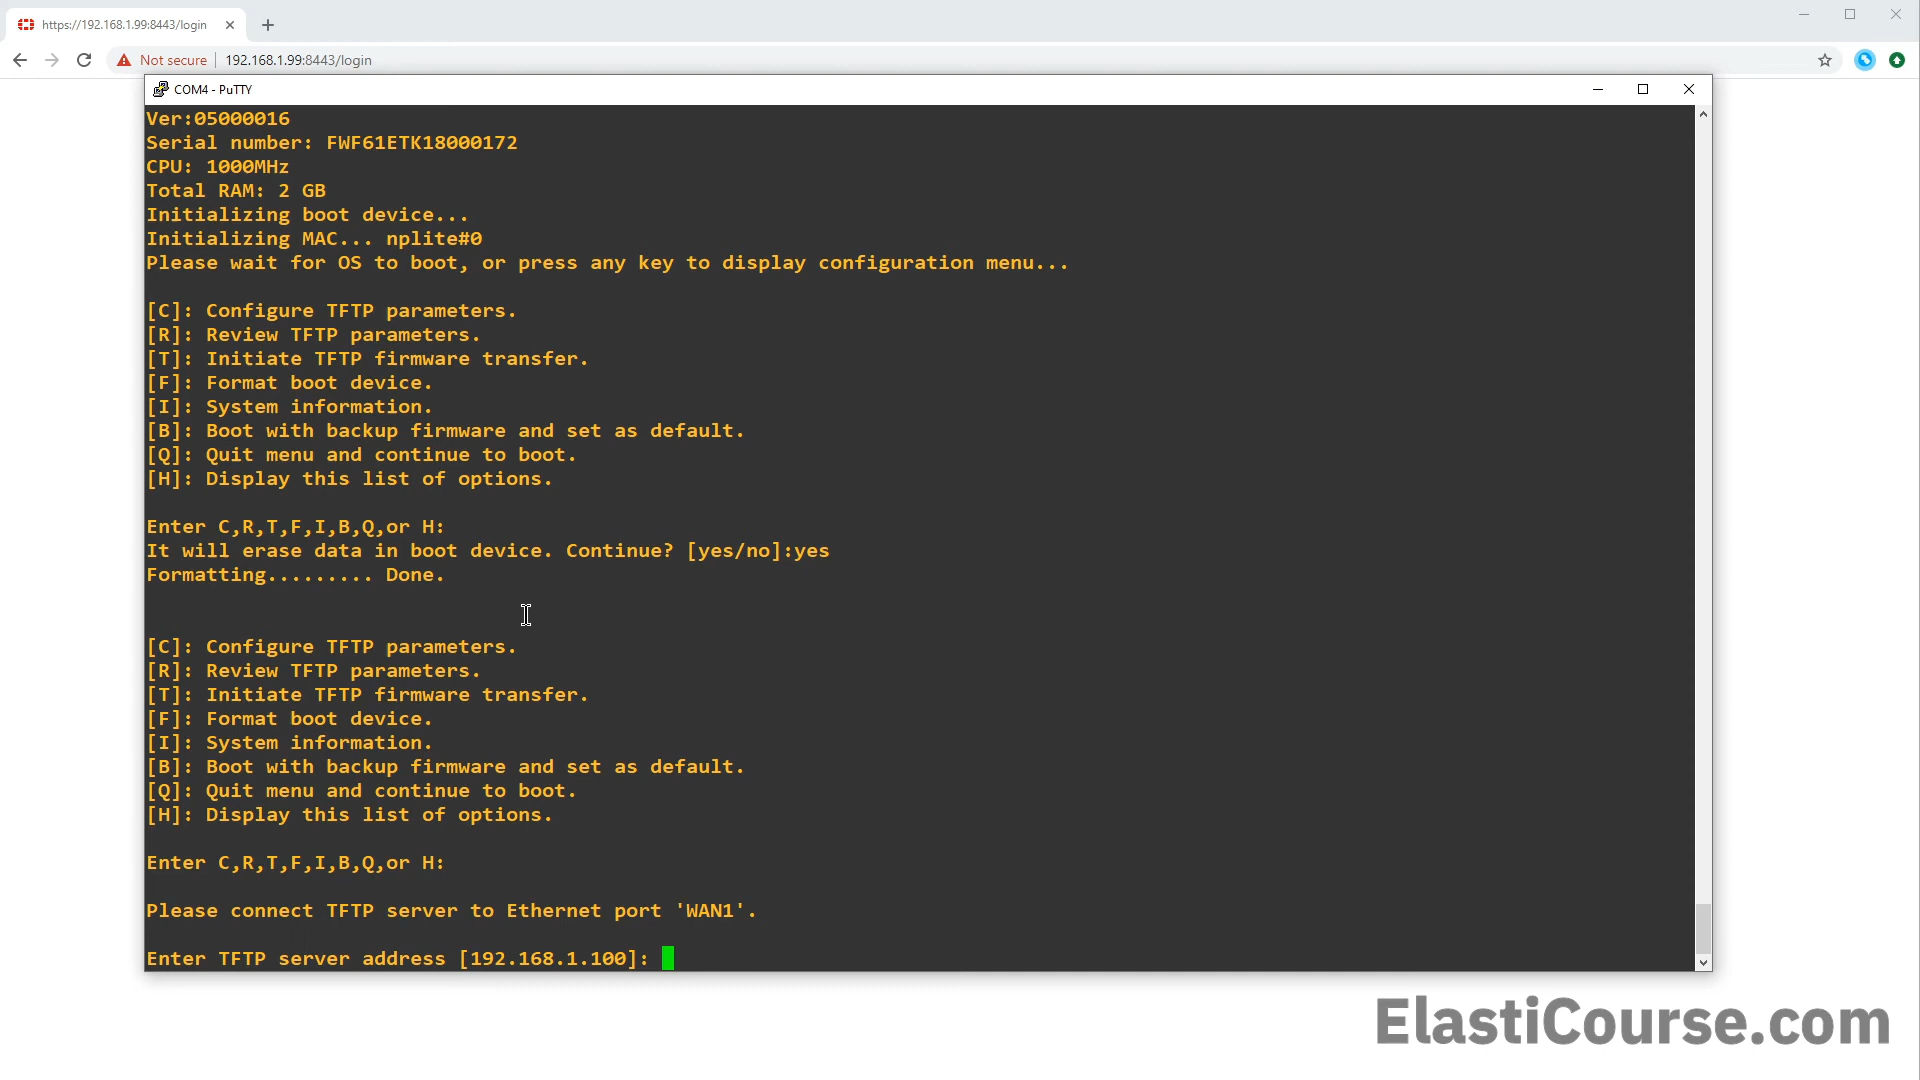 https://192.168.1.99:8443/login
Not secure
192.168.1.99:8443/login
COM4 - PuTTY
Ver:05000016
Serial number: FWF61ETK18000172
CPU: 1000MHz
Total RAM: 2 GB
Initializing boot device...
Initializing MAC... nplite#0
Please wait for OS to boot, or press any key to display configuration menu...
[C]: Configure TFTP parameters.
[R]: Review TFTP parameters.
[T]: Initiate TFTP firmware transfer.
[F]: Format boot device.
[I]: System information.
[B]: Boot with backup firmware and set as default.
[Q]: Quit menu and continue to boot.
[H]: Display this list of options.
Enter C,R,T,F,I,B,Q,or H:
It will erase data in boot device. Continue? [yes/no]:yes
Formatting......... Done.
[C]: Configure TFTP parameters.
[R]: Review TFTP parameters.
[T]: Initiate TFTP firmware transfer.
[F]: Format boot device.
[I]: System information.
[B]: Boot with backup firmware and set as default.
[Q]: Quit menu and continue to boot.
[H]: Display this list of options.
Enter C,R,T,F,I,B,Q,or H:
Please connect TFTP server to Ethernet port 'WAN1'.
Enter TFTP server address [192.168.1.100]:
ElastiCourse.com